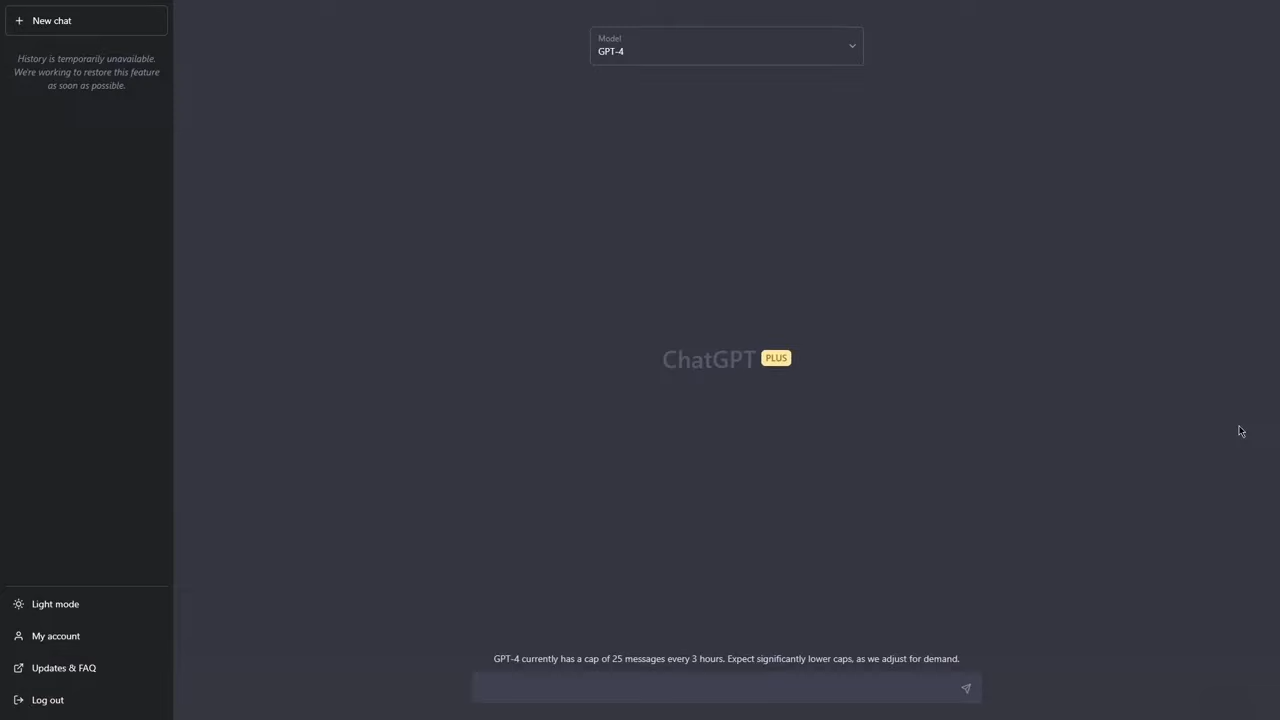 New chat
History is temporarily unavailable.
We're working to restore this feature
as soon as possible.
Model
GPT-4
ChatGPT PLUS
Light mode
My account
Updates & FAQ
Log out
GPT-4 currently has a cap of 25 messages every 3 hours. Expect significantly lower caps, as we adjust for demand.